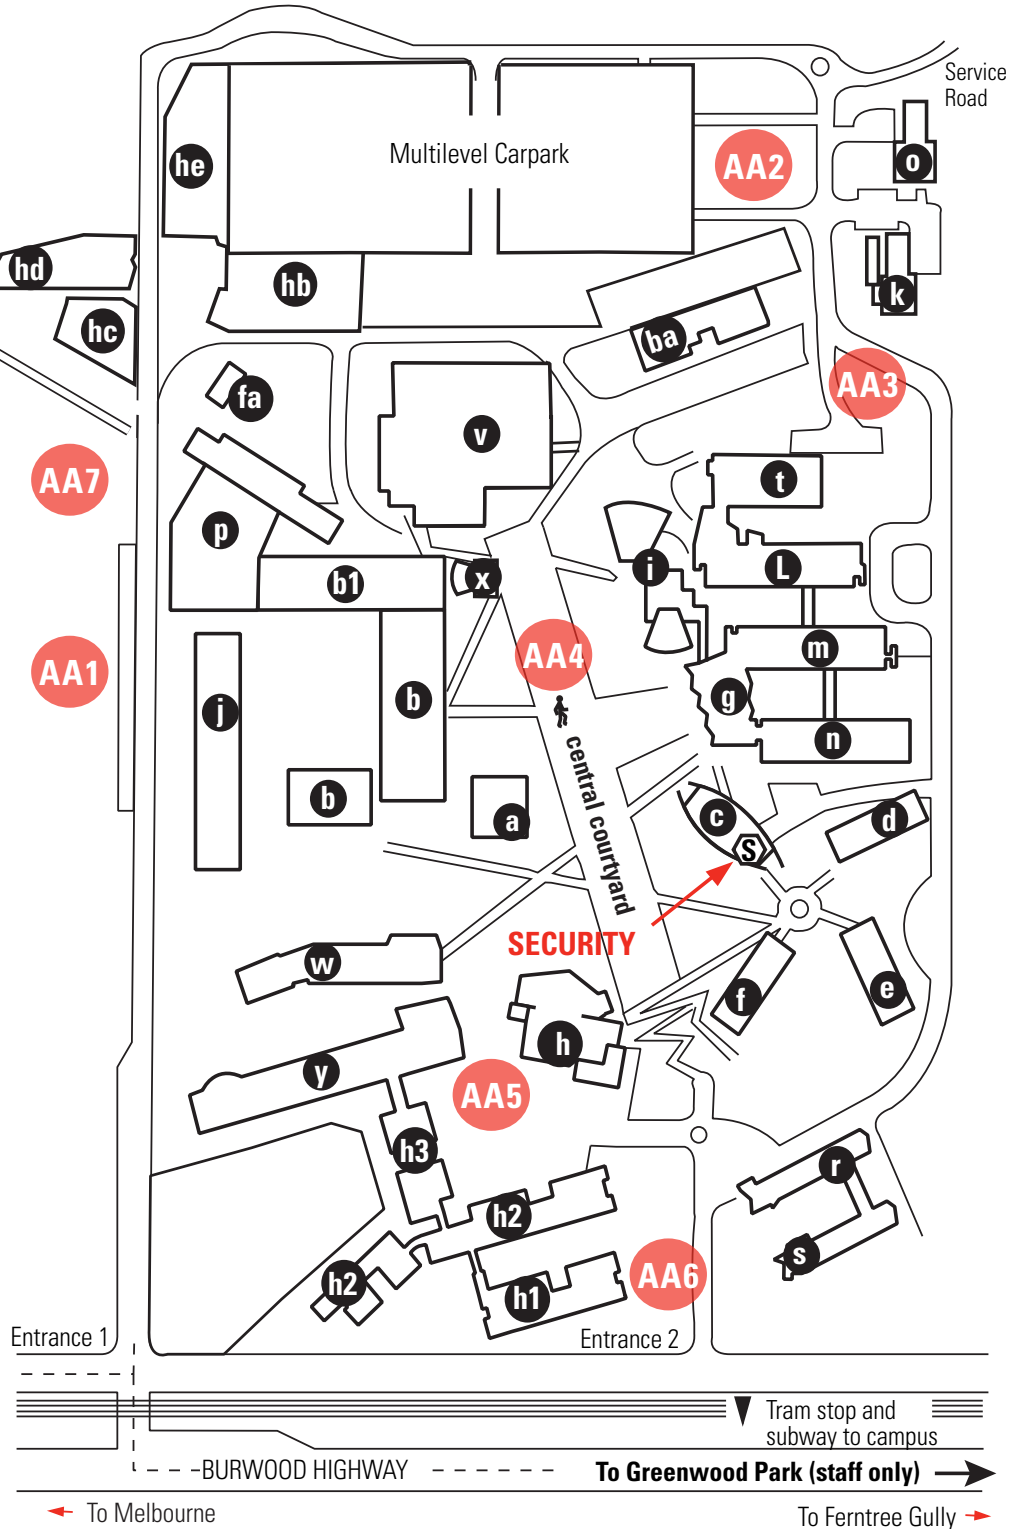 Service
Road
Multilevel Carpark
AA2
he
o
hd
hb
k
hc
ba
AA3
fa
v
AA7
t
p
i
L
b1
x
AA4
m
AA1
b
g
j
n
central courtyard
b
a
c
d
S
SECURITY
w
f
e
h
y
AA5
h3
r
h2
s
AA6
h2
h1
Entrance 1
Entrance 2
Tram stop and
subway to campus
BURWOOD HIGHWAY
To Greenwood Park (staff only)
To Melbourne
To Ferntree Gully